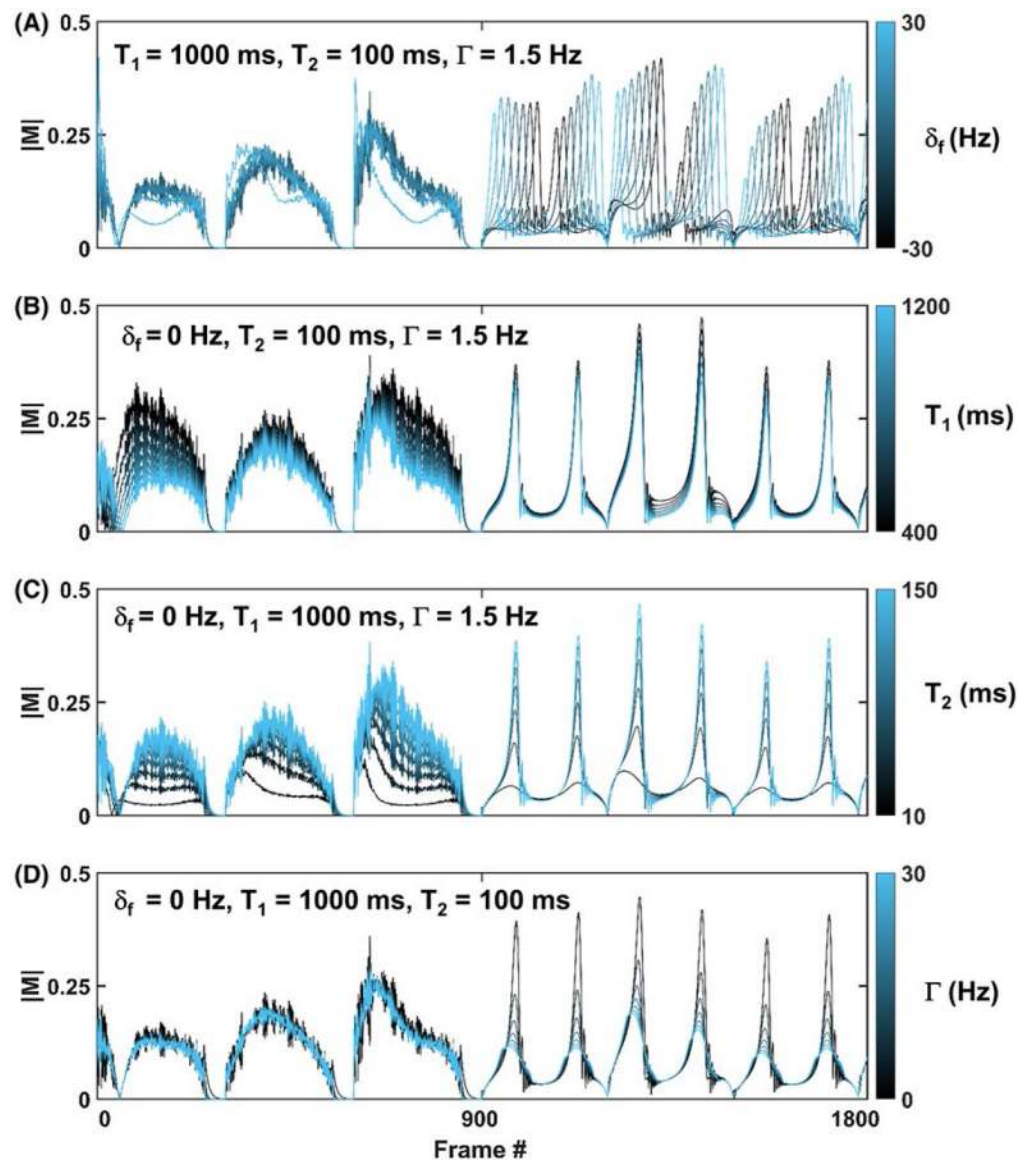 (A)
0.5
0.25
0
|M|
T1 = 1000 ms, T2 = 100 ms, Γ = 1.5 Hz
30
-30
δf (Hz)
(B)
0.5
0.25
0
|M|
δf = 0 Hz, T2 = 100 ms, Γ = 1.5 Hz
1200
400
T1 (ms)
(C)
0.5
0.25
0
|M|
δf = 0 Hz, T1 = 1000 ms, Γ = 1.5 Hz
150
10
T2 (ms)
(D)
0.5
0.25
0
|M|
δf = 0 Hz, T1 = 1000 ms, T2 = 100 ms
30
0
Γ (Hz)
0 900 1800
Frame #